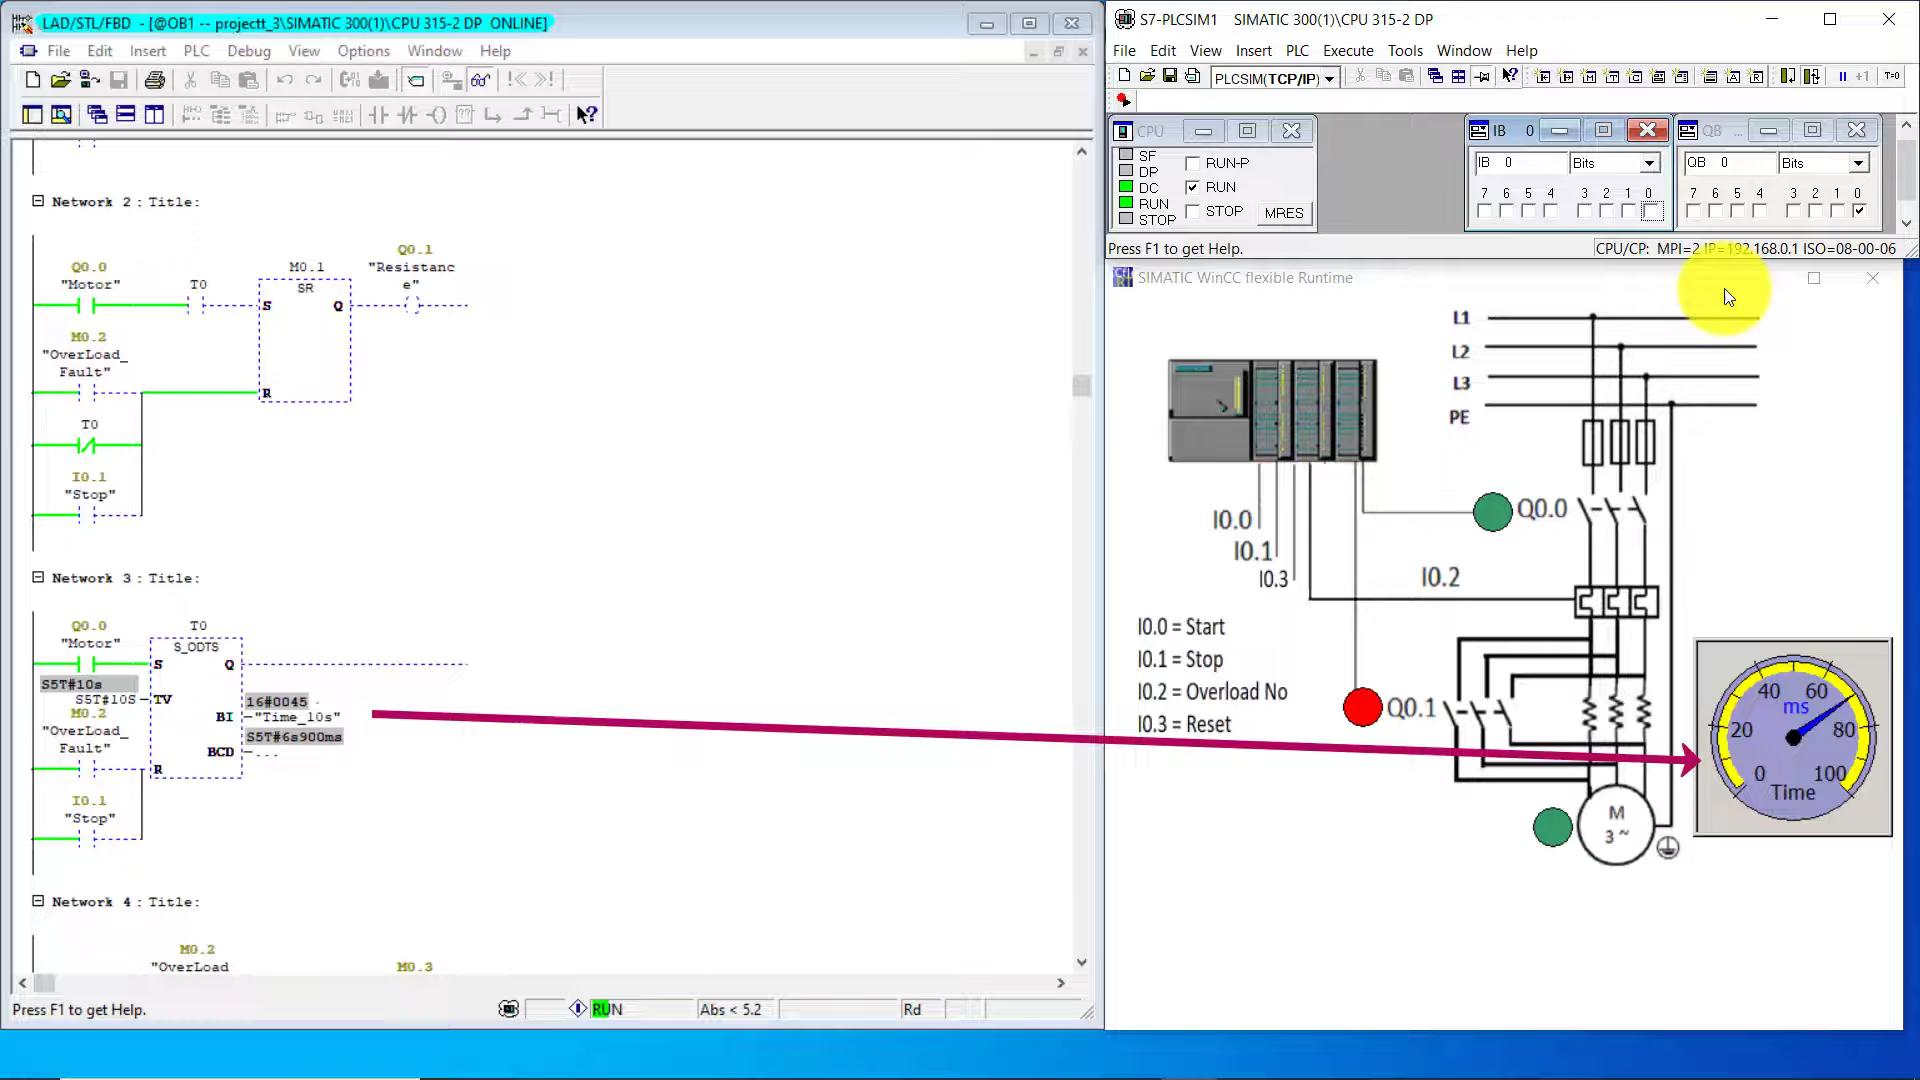 LAD/STL/FBD - [@OB1 -- projectt_3\SIMATIC 300(1)\CPU 315-2 DP ONLINE]
File Edit Insert PLC Debug View Options Window Help
Network 2 : Title:
Q0.0
"Motor"
T0
M0.1
SR
S
Q
R
Q0.1
"Resistanc
e"
M0.2
"OverLoad_
Fault"
T0
I0.1
"Stop"
Network 3 : Title:
Q0.0
"Motor"
T0
S_ODTS
S
Q
S5T#10s
S5T#10S
TV
16#0045
BI
"Time_10s"
S5T#6s900ms
BCD
...
M0.2
"OverLoad_
Fault"
R
I0.1
"Stop"
Network 4 : Title:
M0.2
"OverLoad
M0.3
Press F1 to get Help.
RUN
Abs < 5.2
Rd
S7-PLCSIM1 SIMATIC 300(1)\CPU 315-2 DP
File Edit View Insert PLC Execute Tools Window Help
PLCSIM(TCP/IP)
+1
T=0
CPU
SF
DP
DC
RUN
STOP
RUN-P
RUN
STOP
MRES
IB 0
IB 0
Bits
7 6 5 4 3 2 1 0
QB ...
QB 0
Bits
7 6 5 4 3 2 1 0
Press F1 to get Help.
CPU/CP: MPI=2 IP=192.168.0.1 ISO=08-00-06
SIMATIC WinCC flexible Runtime
L1
L2
L3
PE
I0.0
I0.1
I0.3
Q0.0
I0.2
I0.0 = Start
I0.1 = Stop
I0.2 = Overload No
I0.3 = Reset
Q0.1
M
3 ~
40 60
ms
20 80
0 100
Time